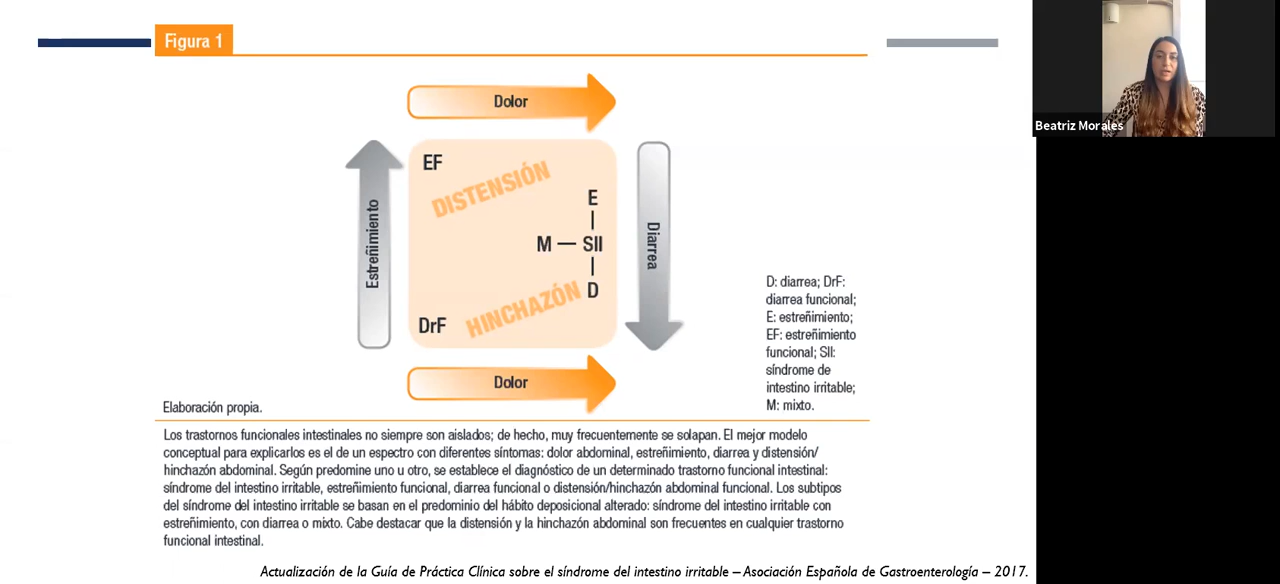 Figura 1
Beatriz Morales
Dolor
EF
DISTENSIÓN
Estreñimiento
E
M — SII
Diarrea
D
HINCHAZÓN
DrF
Dolor
D: diarrea; DrF:
diarrea funcional;
E: estreñimiento;
EF: estreñimiento
funcional; SII:
síndrome de
intestino irritable;
M: mixto.
Elaboración propia.
Los trastornos funcionales intestinales no siempre son aislados; de hecho, muy frecuentemente se solapan. El mejor modelo
conceptual para explicarlos es el de un espectro con diferentes síntomas: dolor abdominal, estreñimiento, diarrea y distensión/
hinchazón abdominal. Según predomine uno u otro, se establece el diagnóstico de un determinado trastorno funcional intestinal:
síndrome del intestino irritable, estreñimiento funcional, diarrea funcional o distensión/hinchazón abdominal funcional. Los subtipos
del síndrome del intestino irritable se basan en el predominio del hábito deposicional alterado: síndrome del intestino irritable con
estreñimiento, con diarrea o mixto. Cabe destacar que la distensión y la hinchazón abdominal son frecuentes en cualquier trastorno
funcional intestinal.
Actualización de la Guía de Práctica Clínica sobre el síndrome del intestino irritable – Asociación Española de Gastroenterología – 2017.